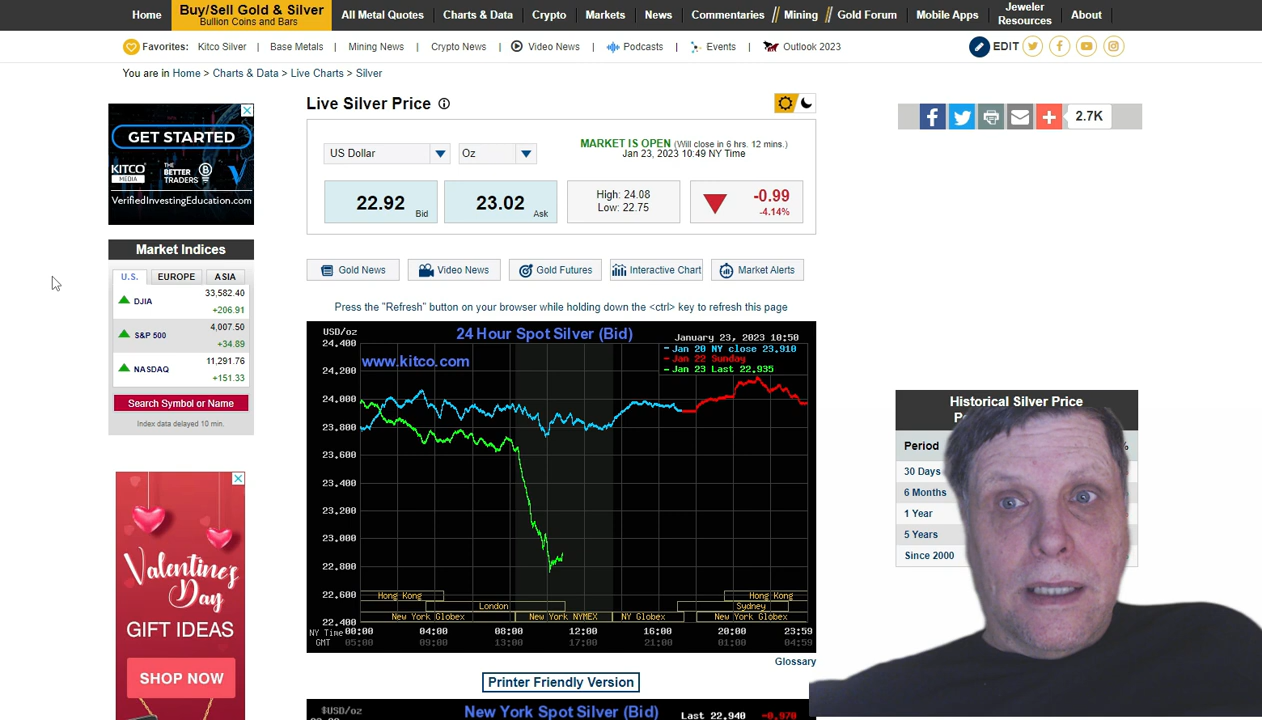 Home
Buy/Sell Gold & Silver
Bullion Coins and Bars
All Metal Quotes
Charts & Data
Crypto
Markets
News
Commentaries
Mining
Gold Forum
Mobile Apps
Jeweler
Resources
About
Favorites:
Kitco Silver
Base Metals
Mining News
Crypto News
Video News
Podcasts
Events
Outlook 2023
EDIT
You are in Home > Charts & Data > Live Charts > Silver
GET STARTED
KITCO
MEDIA
THE
BETTER
TRADERS
VerifiedInvestingEducation.com
Market Indices
U.S. EUROPE ASIA
DJIA 33,582.40
+206.91
S&P 500 4,007.50
+34.89
NASDAQ 11,291.76
+151.33
Search Symbol or Name
Index data delayed 10 min.
Valentine's
Day
GIFT IDEAS
SHOP NOW
Live Silver Price
US Dollar
Oz
MARKET IS OPEN (Will close in 6 hrs. 12 mins.)
Jan 23, 2023 10:49 NY Time
22.92 Bid
23.02 Ask
High: 24.08
Low: 22.75
-0.99
-4.14%
Gold News
Video News
Gold Futures
Interactive Chart
Market Alerts
Press the "Refresh" button on your browser while holding down the <ctrl> key to refresh this page
USD/oz
24 Hour Spot Silver (Bid)
January 23, 2023 10:50
www.kitco.com
Jan 20 NY close 23.910
Jan 22 Sunday
Jan 23 Last 22.935
24.400
24.200
24.000
23.800
23.600
23.400
23.200
23.000
22.800
22.600
22.400
Hong Kong
Hong Kong
London
Sydney
New York Globex
New York NYMEX
NY Globex
New York Globex
NY Time 00:00 04:00 08:00 12:00 16:00 20:00 23:59
GMT 05:00 09:00 13:00 17:00 21:00 01:00 04:59
Glossary
Printer Friendly Version
$USD/oz
New York Spot Silver (Bid)
Last 22.940 -0.970
2.7K
Historical Silver Price
Period
%
30 Days
6 Months
1 Year
5 Years
Since 2000